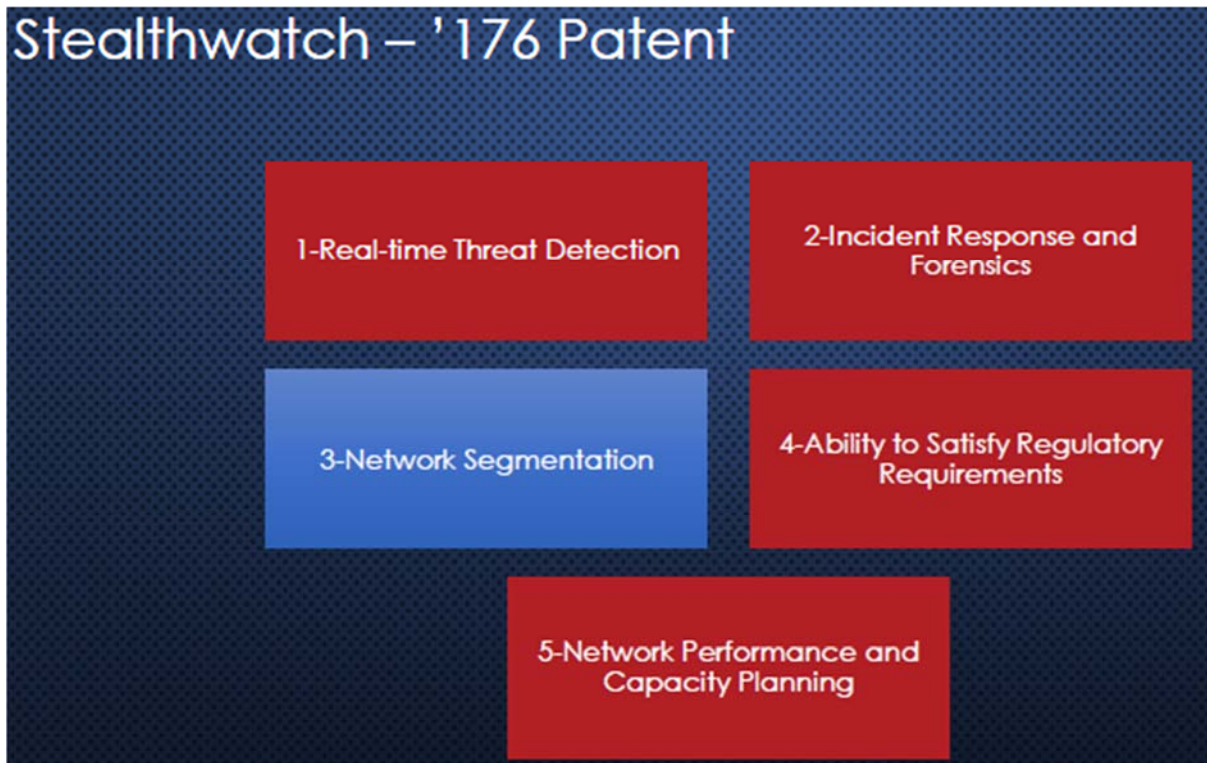 Stealthwatch – ’176 Patent
1-Real-time Threat Detection
2-Incident Response and
Forensics
3-Network Segmentation
4-Ability to Satisfy Regulatory
Requirements
5-Network Performance and
Capacity Planning